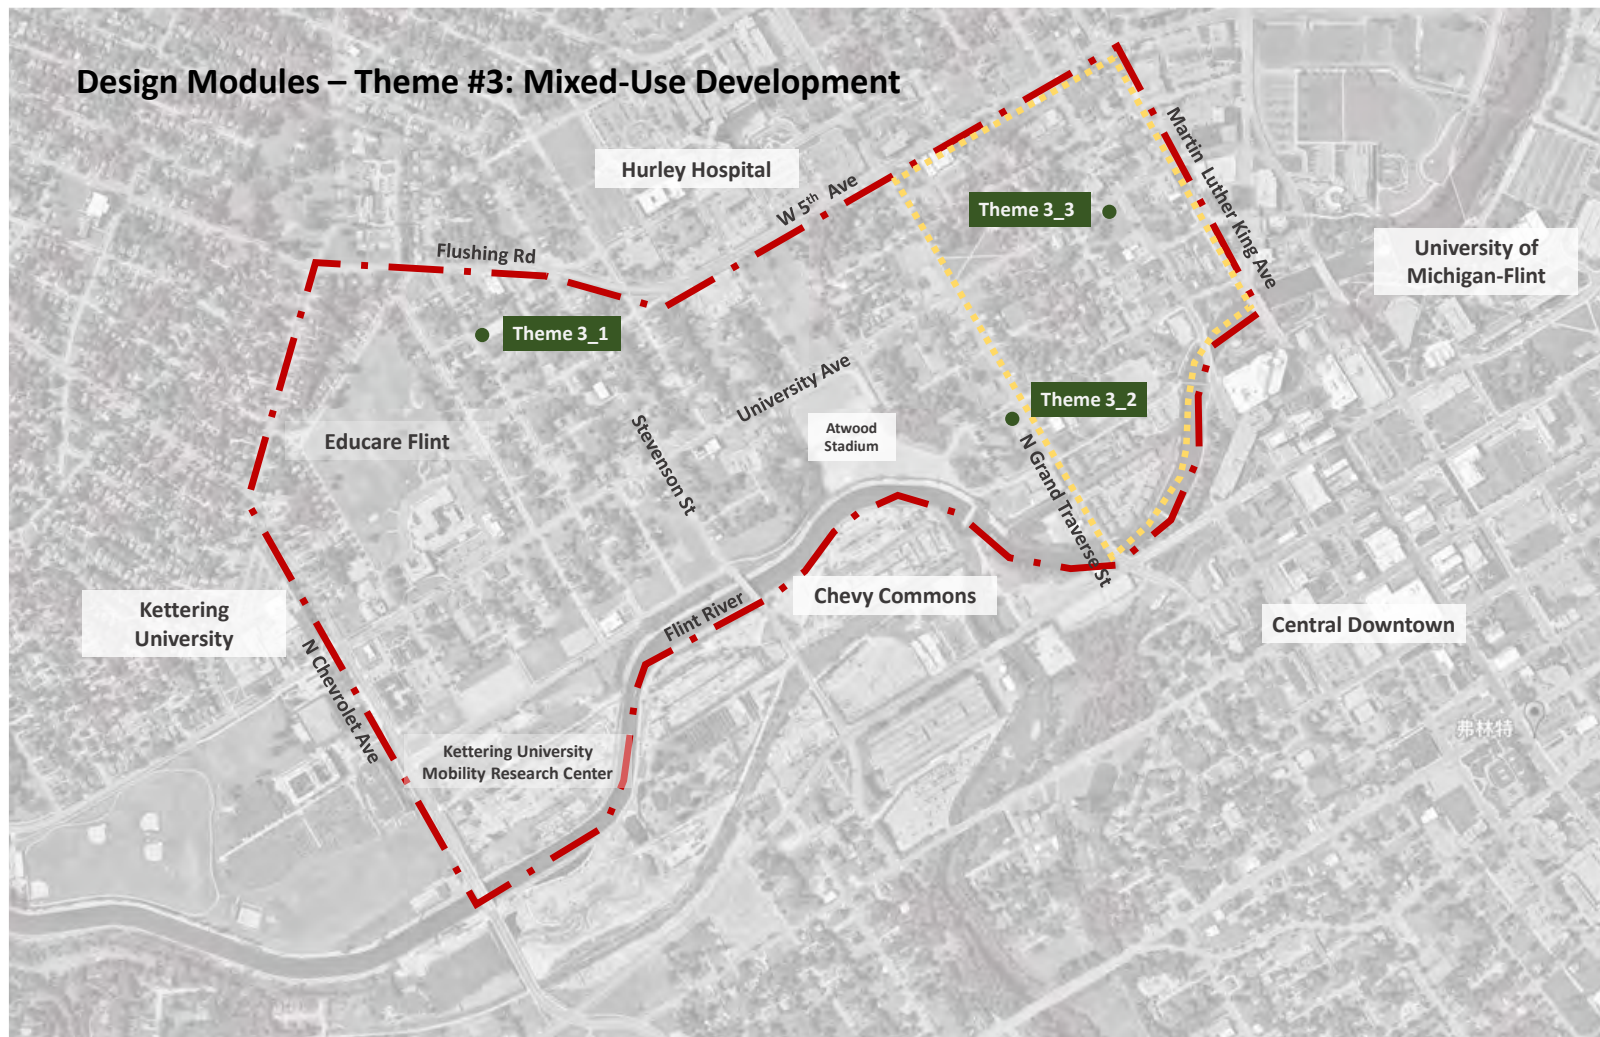 Design Modules – Theme #3: Mixed-Use Development
Hurley Hospital
W 5th Ave
Martin Luther King Ave
Theme 3_3
Flushing Rd
University of
Michigan-Flint
Theme 3_1
University Ave
Theme 3_2
Educare Flint
Stevenson St
Atwood
Stadium
N Grand Traverse St
Kettering
University
Flint River
Chevy Commons
Central Downtown
N Chevrolet Ave
Kettering University
Mobility Research Center
弗林特